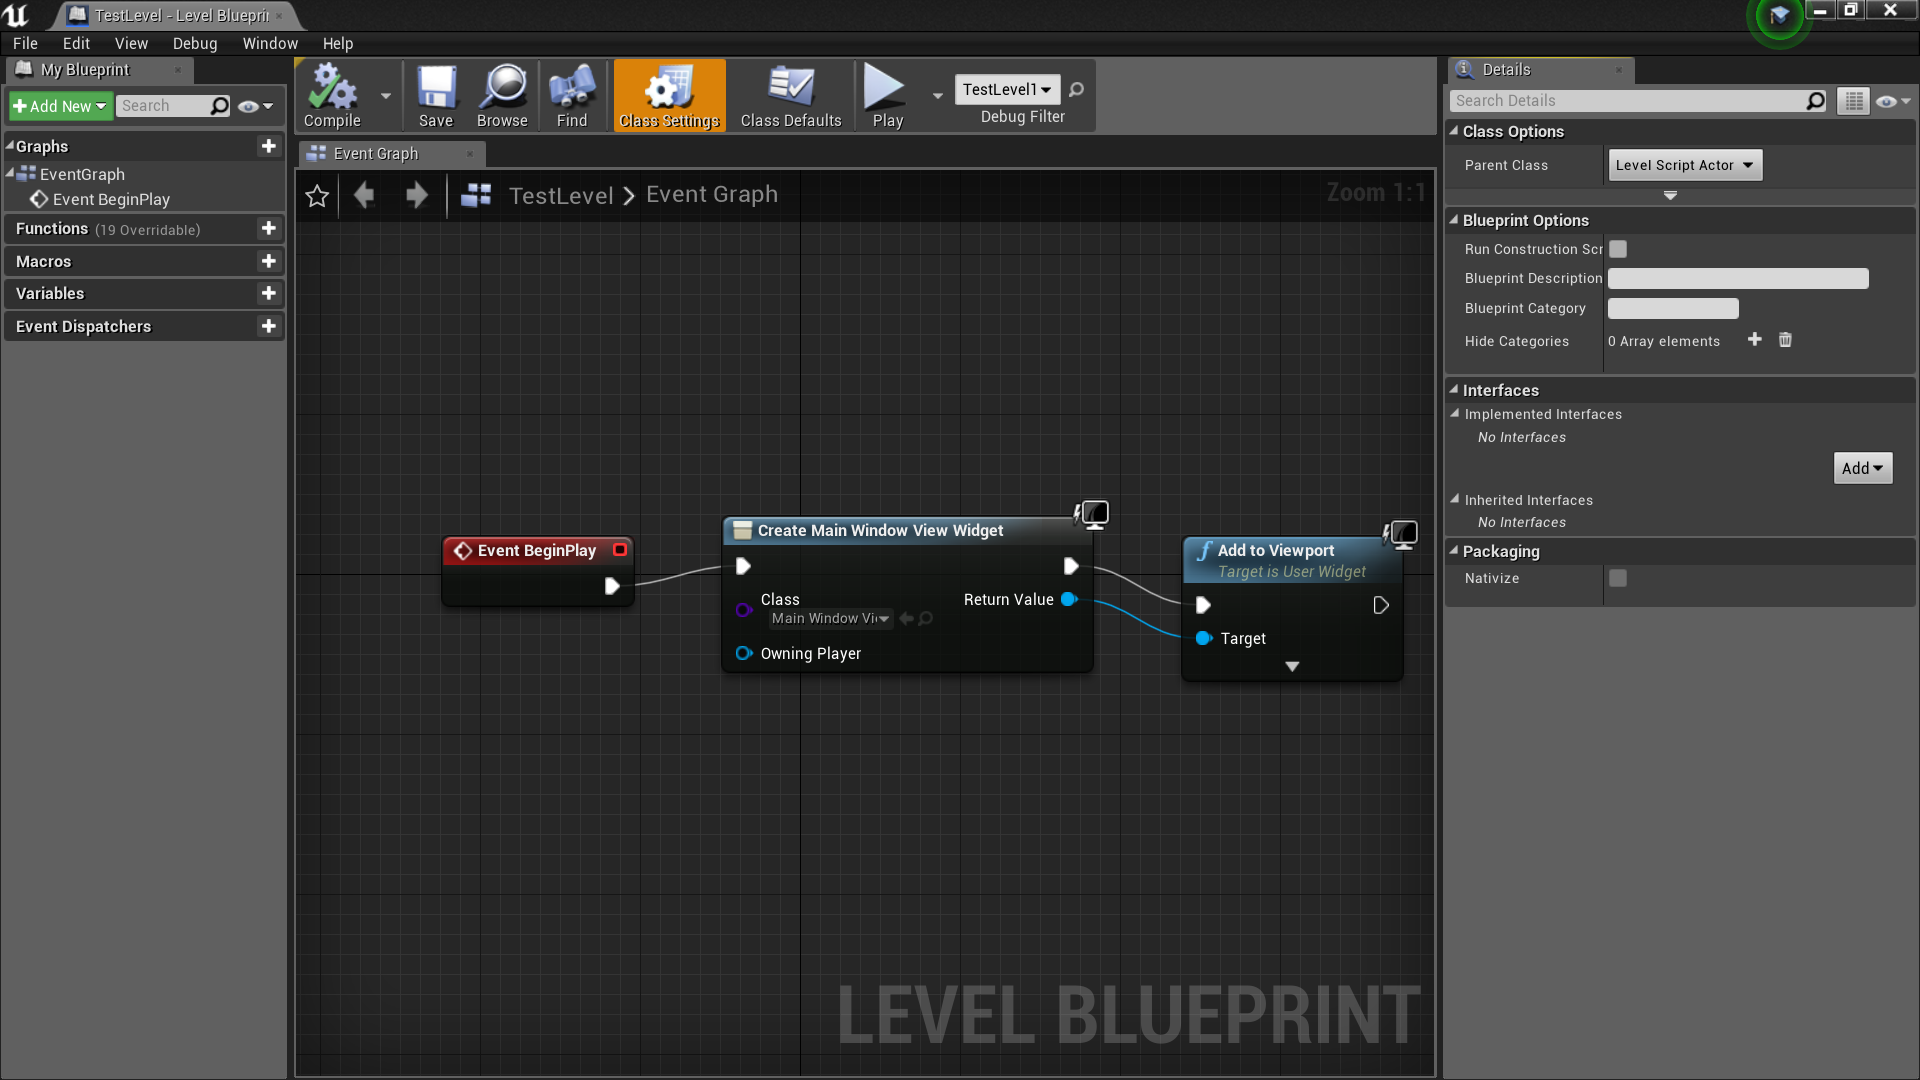 TestLevel - Level Blueprin
File Edit View Debug Window Help
My Blueprint
Add New
Search
Graphs
EventGraph
Event BeginPlay
Functions (19 Overridable)
Macros
Variables
Event Dispatchers
Compile
Save
Browse
Find
Class Settings
Class Defaults
Play
TestLevel1
Debug Filter
Event Graph
TestLevel > Event Graph
Zoom 1:1
Event BeginPlay
Create Main Window View Widget
Class
Main Window Vi
Return Value
Owning Player
Add to Viewport
Target is User Widget
Target
LEVEL BLUEPRINT
Details
Search Details
Class Options
Parent Class
Level Script Actor
Blueprint Options
Run Construction Scr
Blueprint Description
Blueprint Category
Hide Categories
0 Array elements
Interfaces
Implemented Interfaces
No Interfaces
Add
Inherited Interfaces
No Interfaces
Packaging
Nativize